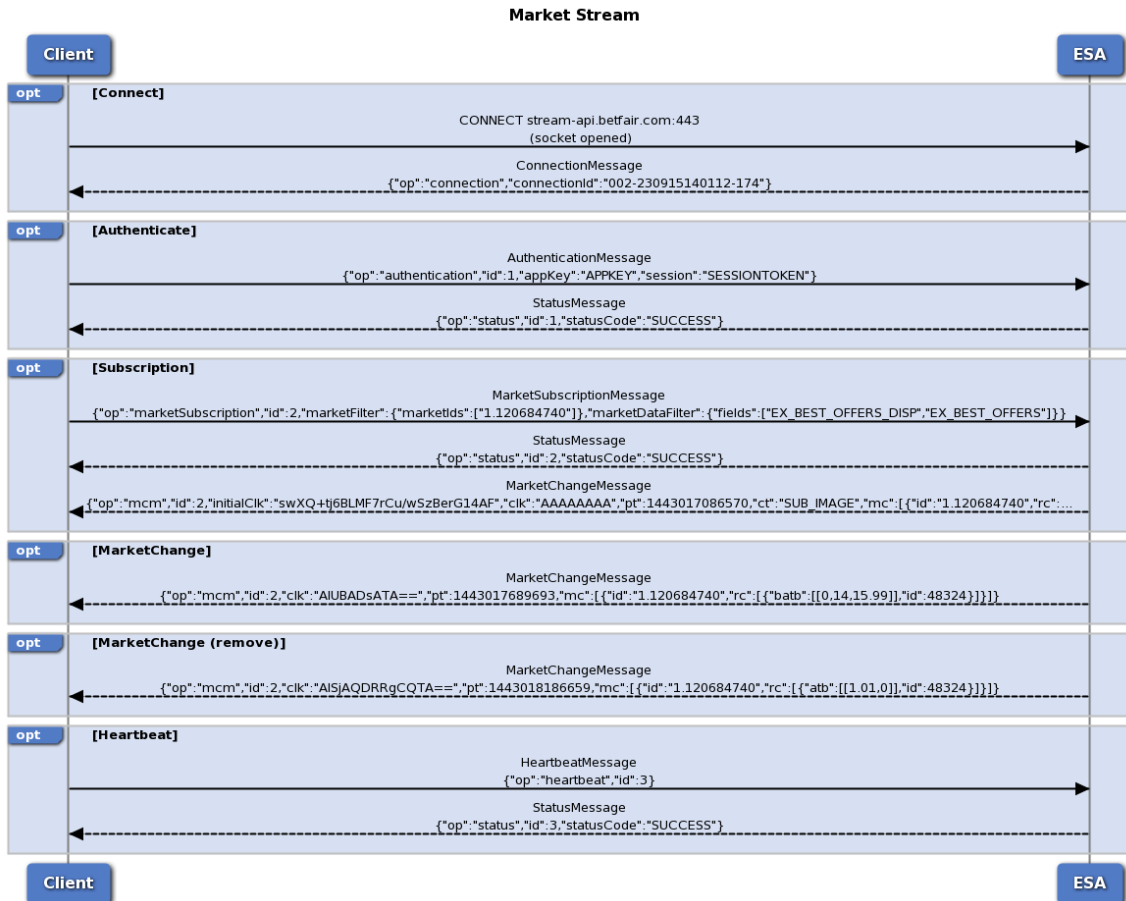 Market Stream
Client
ESA
opt
[Connect]
CONNECT stream-api.betfair.com:443
(socket opened)
ConnectionMessage
{"op":"connection","connectionId":"002-230915140112-174"}
opt
[Authenticate]
AuthenticationMessage
{"op":"authentication","id":1,"appKey":"APPKEY","session":"SESSIONTOKEN"}
StatusMessage
{"op":"status","id":1,"statusCode":"SUCCESS"}
opt
[Subscription]
MarketSubscriptionMessage
{"op":"marketSubscription","id":2,"marketFilter":{"marketIds":["1.120684740"]},"marketDataFilter":{"fields":["EX_BEST_OFFERS_DISP","EX_BEST_OFFERS"]}}
StatusMessage
{"op":"status","id":2,"statusCode":"SUCCESS"}
MarketChangeMessage
{"op":"mcm","id":2,"initialClk":"swXQ+tj6BLMF7rCu/wSzBerG14AF","clk":"AAAAAAAA","pt":1443017086570,"ct":"SUB_IMAGE","mc":[{"id":"1.120684740","rc":...
opt
[MarketChange]
MarketChangeMessage
{"op":"mcm","id":2,"clk":"AIUBADsATA==","pt":1443017689693,"mc":[{"id":"1.120684740","rc":[{"batb":[[0,14,15.99]],"id":48324}]}]}
opt
[MarketChange (remove)]
MarketChangeMessage
{"op":"mcm","id":2,"clk":"AISjAQDRRgCQTA==","pt":1443018186659,"mc":[{"id":"1.120684740","rc":[{"atb":[[1.01,0]],"id":48324}]}]}
opt
[Heartbeat]
HeartbeatMessage
{"op":"heartbeat","id":3}
StatusMessage
{"op":"status","id":3,"statusCode":"SUCCESS"}
Client
ESA